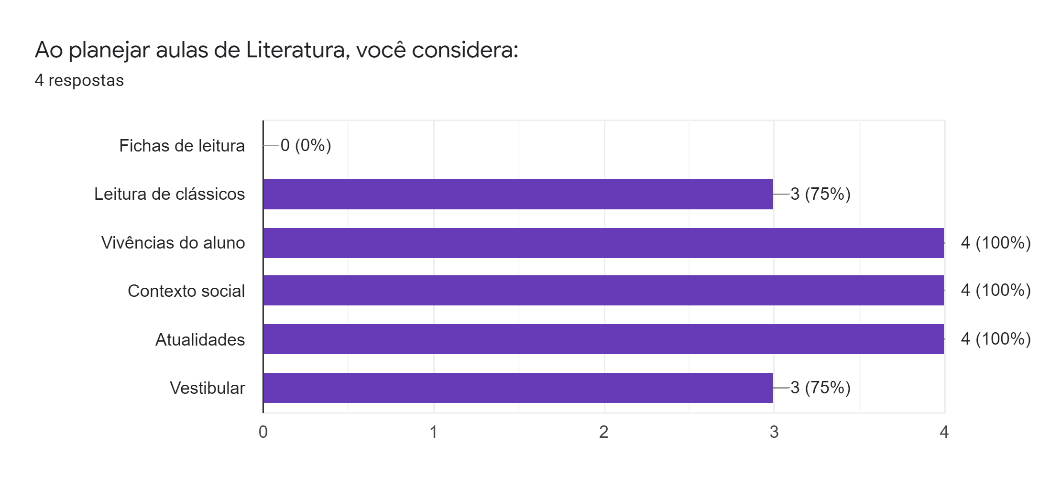 Ao planejar aulas de Literatura, você considera:
4 respostas
Fichas de leitura 0 (0%)
Leitura de clássicos 3 (75%)
Vivências do aluno 4 (100%)
Contexto social 4 (100%)
Atualidades 4 (100%)
Vestibular 3 (75%)
0 1 2 3 4